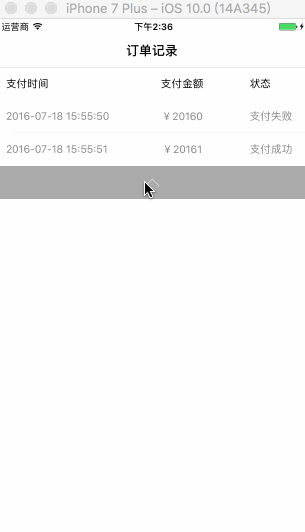 iPhone 7 Plus – iOS 10.0 (14A345)
运营商 下午2:36
订单记录
支付时间 支付金额 状态
2016-07-18 15:55:50 ￥20160 支付失败
2016-07-18 15:55:51 ￥20161 支付成功